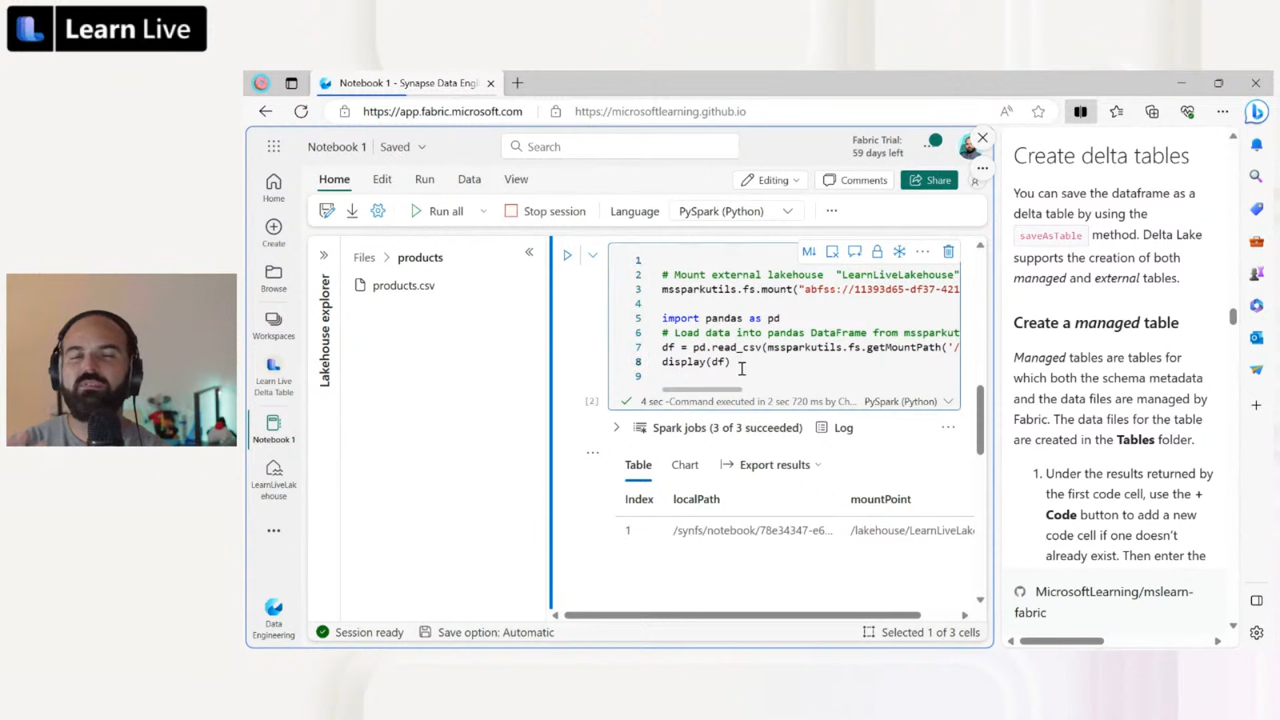 Learn Live
Notebook 1 - Synapse Data Engi
https://app.fabric.microsoft.com
https://microsoftlearning.github.io
Notebook 1
Saved
Search
Fabric Trial:
59 days left
Home Edit Run Data View
Editing
Comments
Share
Run all
Stop session
Language
PySpark (Python)
Home
Create
Browse
Workspaces
Learn Live
Delta Table
Notebook 1
LearnLiveLa
kehouse
Data
Engineering
Lakehouse explorer
Files > products
products.csv
1
2 # Mount external lakehouse "LearnLiveLakehouse"
3 mssparkutils.fs.mount("abfss://11393d65-df37-421
4
5 import pandas as pd
6 # Load data into pandas DataFrame from mssparkut
7 df = pd.read_csv(mssparkutils.fs.getMountPath('/
8 display(df)
9
[2]
4 sec -Command executed in 2 sec 720 ms by Ch...
PySpark (Python)
Spark jobs (3 of 3 succeeded)
Log
Table Chart Export results
Index localPath mountPoint
1 /synfs/notebook/78e34347-e6... /lakehouse/LearnLiveLak
Session ready
Save option: Automatic
Selected 1 of 3 cells
Create delta tables
You can save the dataframe as a
delta table by using the
saveAsTable method. Delta Lake
supports the creation of both
managed and external tables.
Create a managed table
Managed tables are tables for
which both the schema metadata
and the data files are managed by
Fabric. The data files for the table
are created in the Tables folder.
1. Under the results returned by
the first code cell, use the +
Code button to add a new
code cell if one doesn't
already exist. Then enter the
MicrosoftLearning/mslearn-
fabric